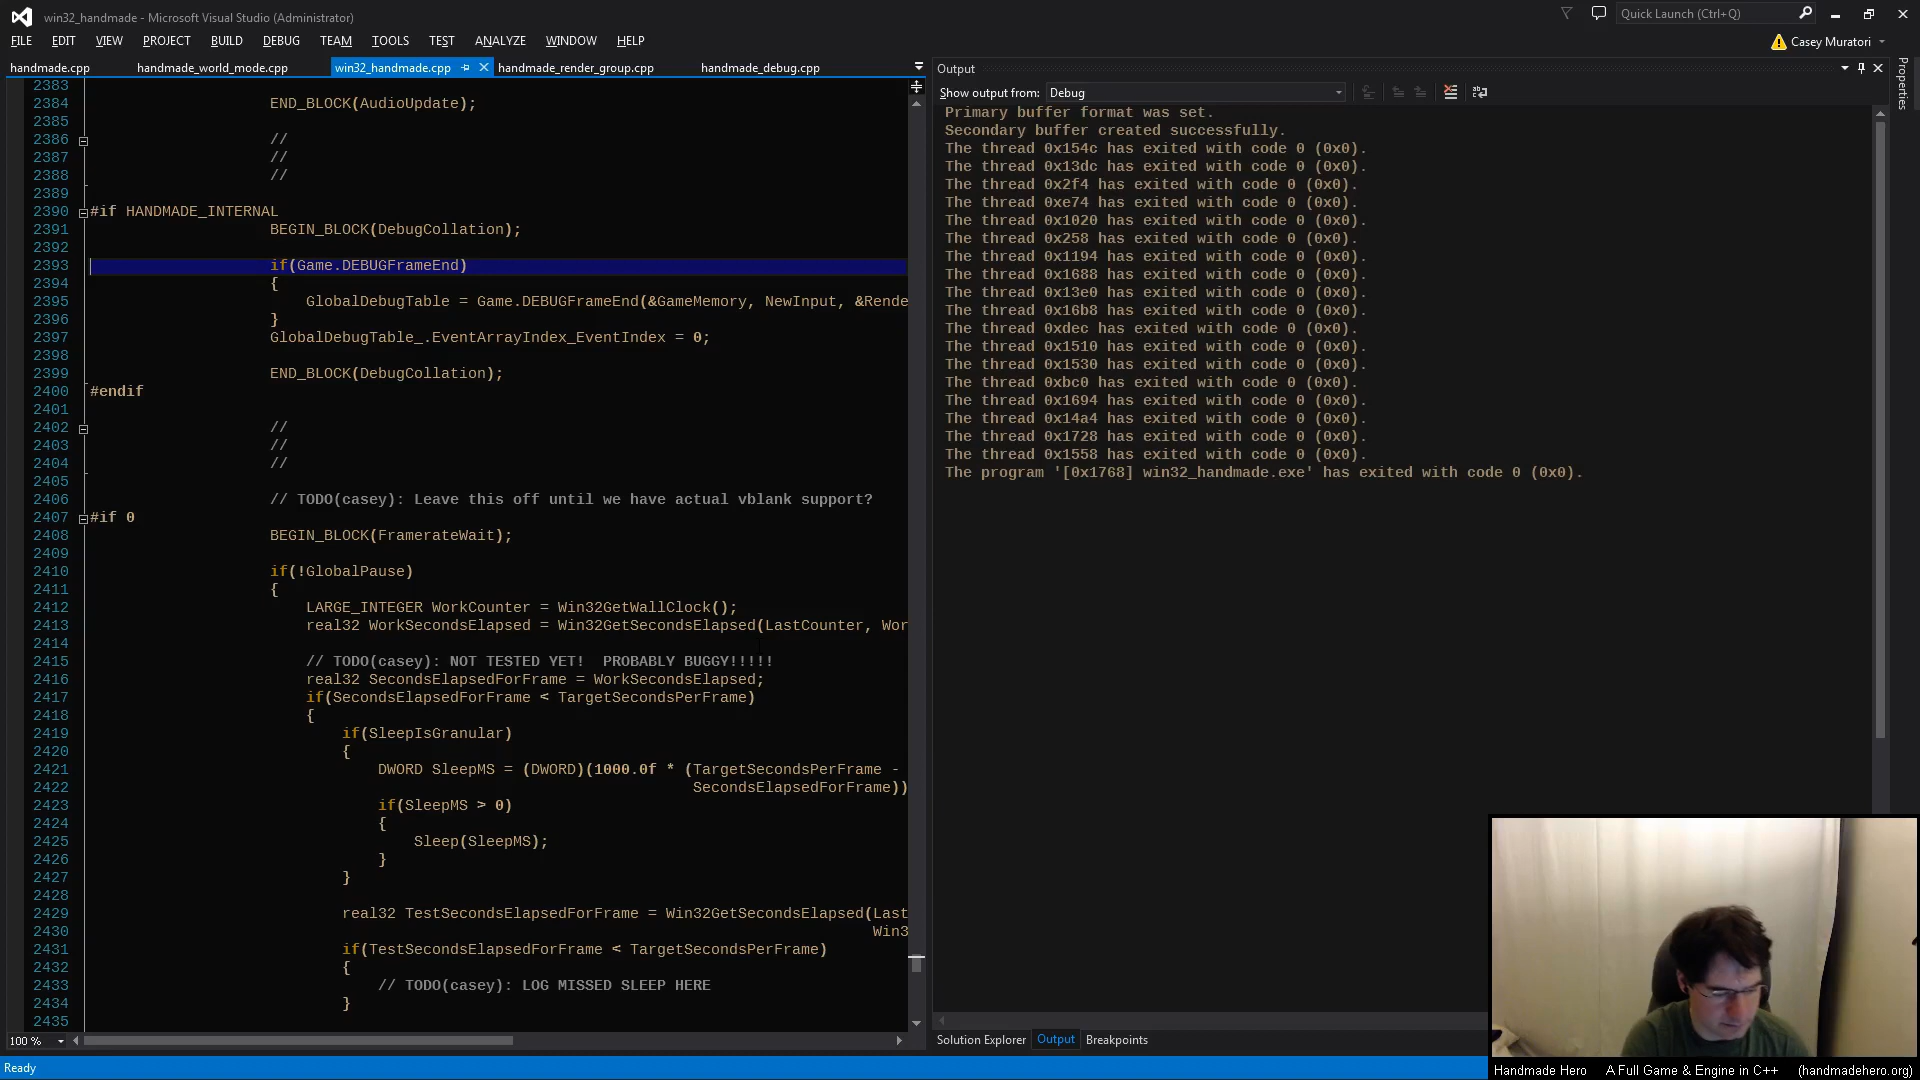 win32_handmade - Microsoft Visual Studio (Administrator)
Quick Launch (Ctrl+Q)
FILE EDIT VIEW PROJECT BUILD DEBUG TEAM TOOLS TEST ANALYZE WINDOW HELP
Casey Muratori
handmade.cpp handmade_world_mode.cpp win32_handmade.cpp handmade_render_group.cpp handmade_debug.cpp
2383
2384 END_BLOCK(AudioUpdate);
2385
2386 //
2387 //
2388 //
2389
2390 #if HANDMADE_INTERNAL
2391 BEGIN_BLOCK(DebugCollation);
2392
2393 if(Game.DEBUGFrameEnd)
2394 {
2395 GlobalDebugTable = Game.DEBUGFrameEnd(&GameMemory, NewInput, &Rende
2396 }
2397 GlobalDebugTable_.EventArrayIndex_EventIndex = 0;
2398
2399 END_BLOCK(DebugCollation);
2400 #endif
2401
2402 //
2403 //
2404 //
2405
2406 // TODO(casey): Leave this off until we have actual vblank support?
2407 #if 0
2408 BEGIN_BLOCK(FramerateWait);
2409
2410 if(!GlobalPause)
2411 {
2412 LARGE_INTEGER WorkCounter = Win32GetWallClock();
2413 real32 WorkSecondsElapsed = Win32GetSecondsElapsed(LastCounter, Wor
2414
2415 // TODO(casey): NOT TESTED YET! PROBABLY BUGGY!!!!!
2416 real32 SecondsElapsedForFrame = WorkSecondsElapsed;
2417 if(SecondsElapsedForFrame < TargetSecondsPerFrame)
2418 {
2419 if(SleepIsGranular)
2420 {
2421 DWORD SleepMS = (DWORD)(1000.0f * (TargetSecondsPerFrame -
2422 SecondsElapsedForFrame))
2423 if(SleepMS > 0)
2424 {
2425 Sleep(SleepMS);
2426 }
2427 }
2428
2429 real32 TestSecondsElapsedForFrame = Win32GetSecondsElapsed(Last
2430 Win3
2431 if(TestSecondsElapsedForFrame < TargetSecondsPerFrame)
2432 {
2433 // TODO(casey): LOG MISSED SLEEP HERE
2434 }
2435
100 %
Ready
Output
Show output from: Debug
Primary buffer format was set.
Secondary buffer created successfully.
The thread 0x154c has exited with code 0 (0x0).
The thread 0x13dc has exited with code 0 (0x0).
The thread 0x2f4 has exited with code 0 (0x0).
The thread 0xe74 has exited with code 0 (0x0).
The thread 0x1020 has exited with code 0 (0x0).
The thread 0x258 has exited with code 0 (0x0).
The thread 0x1194 has exited with code 0 (0x0).
The thread 0x1688 has exited with code 0 (0x0).
The thread 0x13e0 has exited with code 0 (0x0).
The thread 0x16b8 has exited with code 0 (0x0).
The thread 0xdec has exited with code 0 (0x0).
The thread 0x1510 has exited with code 0 (0x0).
The thread 0x1530 has exited with code 0 (0x0).
The thread 0xbc0 has exited with code 0 (0x0).
The thread 0x1694 has exited with code 0 (0x0).
The thread 0x14a4 has exited with code 0 (0x0).
The thread 0x1728 has exited with code 0 (0x0).
The thread 0x1558 has exited with code 0 (0x0).
The program '[0x1768] win32_handmade.exe' has exited with code 0 (0x0).
Solution Explorer Output Breakpoints
Properties
Handmade Hero A Full Game & Engine in C++ (handmadehero.org)